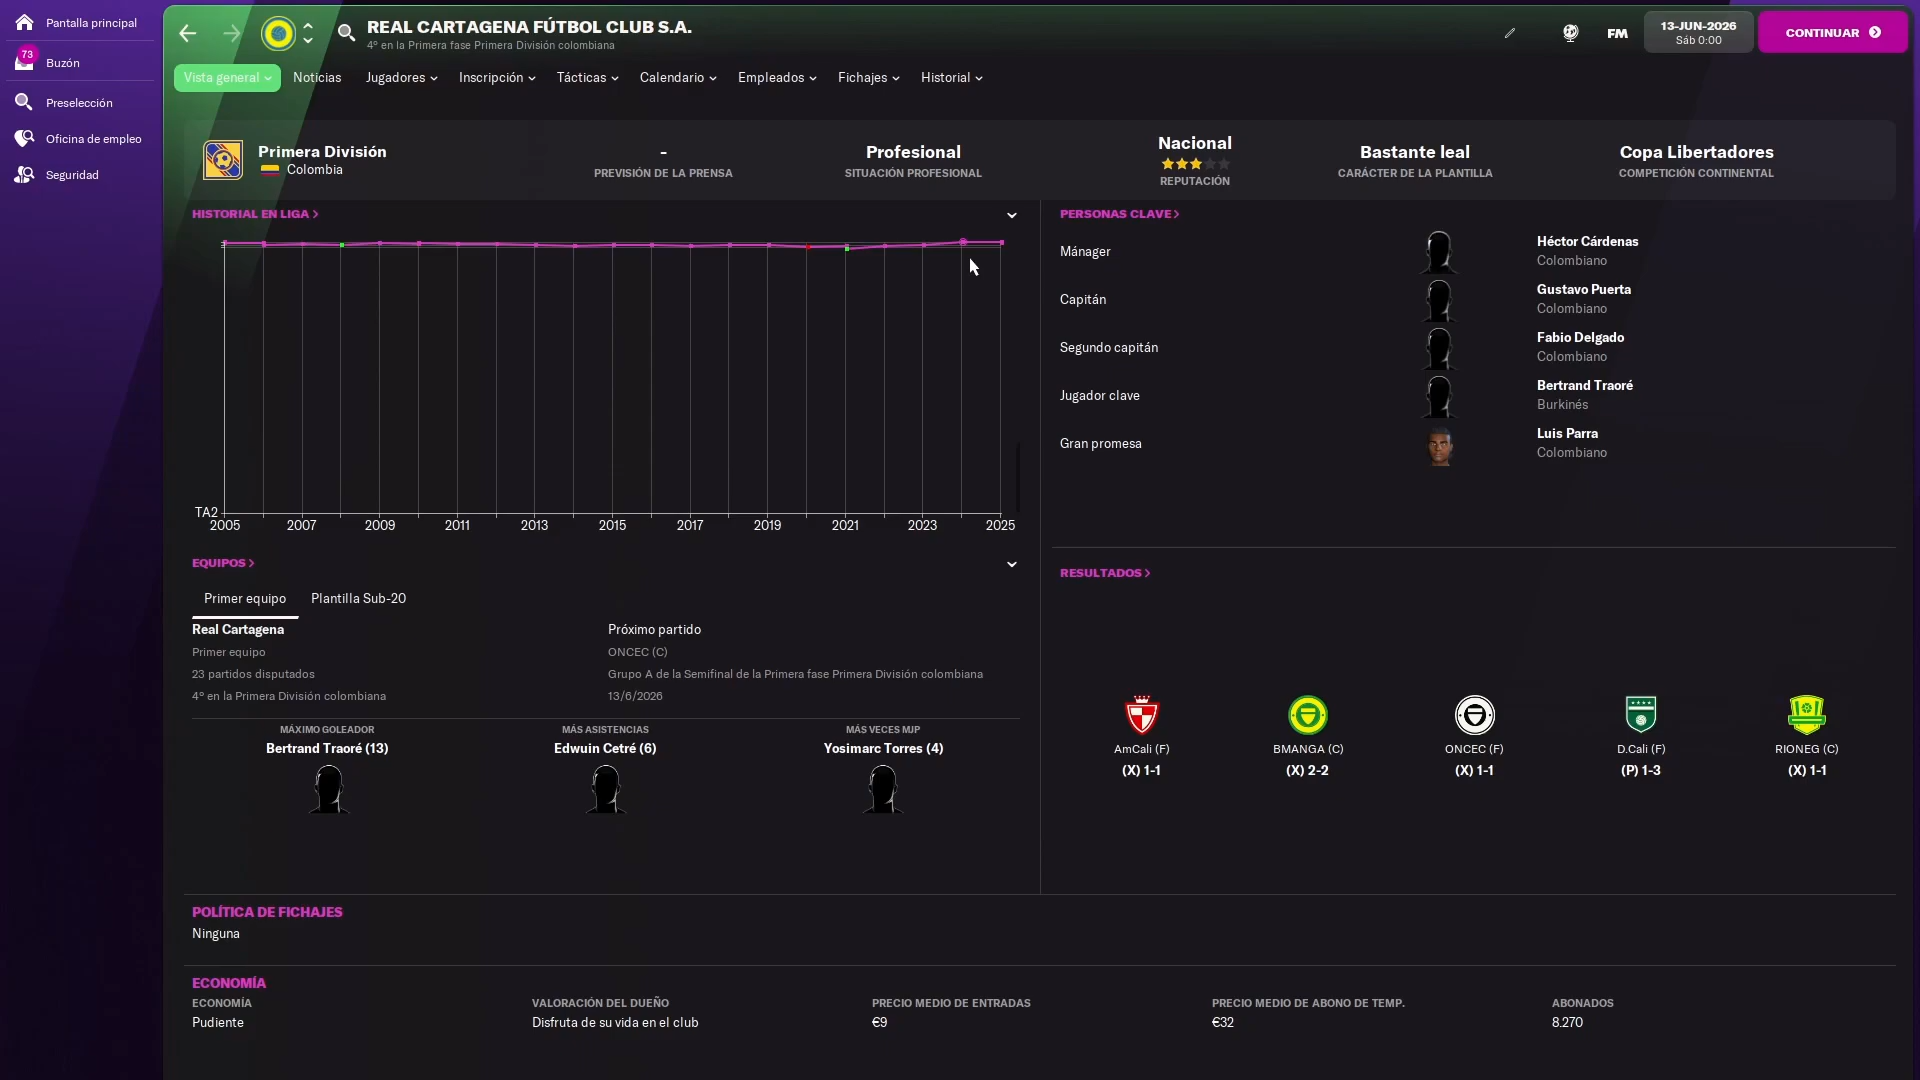 Pantalla principal
73
Buzón
Preselección
Oficina de empleo
Seguridad
REAL CARTAGENA FÚTBOL CLUB S.A.
4º en la Primera fase Primera División colombiana
FM
13-JUN-2026
Sáb 0:00
CONTINUAR
Vista general
Noticias
Jugadores
Inscripción
Tácticas
Calendario
Empleados
Fichajes
Historial
Primera División
Colombia
-
PREVISIÓN DE LA PRENSA
Profesional
SITUACIÓN PROFESIONAL
Nacional
REPUTACIÓN
Bastante leal
CARÁCTER DE LA PLANTILLA
Copa Libertadores
COMPETICIÓN CONTINENTAL
HISTORIAL EN LIGA >
TA2
2005 2007 2009 2011 2013 2015 2017 2019 2021 2023 2025
PERSONAS CLAVE >
Mánager
Héctor Cárdenas
Colombiano
Capitán
Gustavo Puerta
Colombiano
Segundo capitán
Fabio Delgado
Colombiano
Jugador clave
Bertrand Traoré
Burkinés
Gran promesa
Luis Parra
Colombiano
EQUIPOS >
Primer equipo
Plantilla Sub-20
Real Cartagena
Primer equipo
23 partidos disputados
4º en la Primera División colombiana
Próximo partido
ONCEC (C)
Grupo A de la Semifinal de la Primera fase Primera División colombiana
13/6/2026
MÁXIMO GOLEADOR
Bertrand Traoré (13)
MÁS ASISTENCIAS
Edwuin Cetré (6)
MÁS VECES MJP
Yosimarc Torres (4)
RESULTADOS >
AmCali (F)
(X) 1-1
BMANGA (C)
(X) 2-2
ONCEC (F)
(X) 1-1
D.Cali (F)
(P) 1-3
RIONEG (C)
(X) 1-1
POLÍTICA DE FICHAJES
Ninguna
ECONOMÍA
ECONOMÍA
Pudiente
VALORACIÓN DEL DUEÑO
Disfruta de su vida en el club
PRECIO MEDIO DE ENTRADAS
€9
PRECIO MEDIO DE ABONO DE TEMP.
€32
ABONADOS
8.270